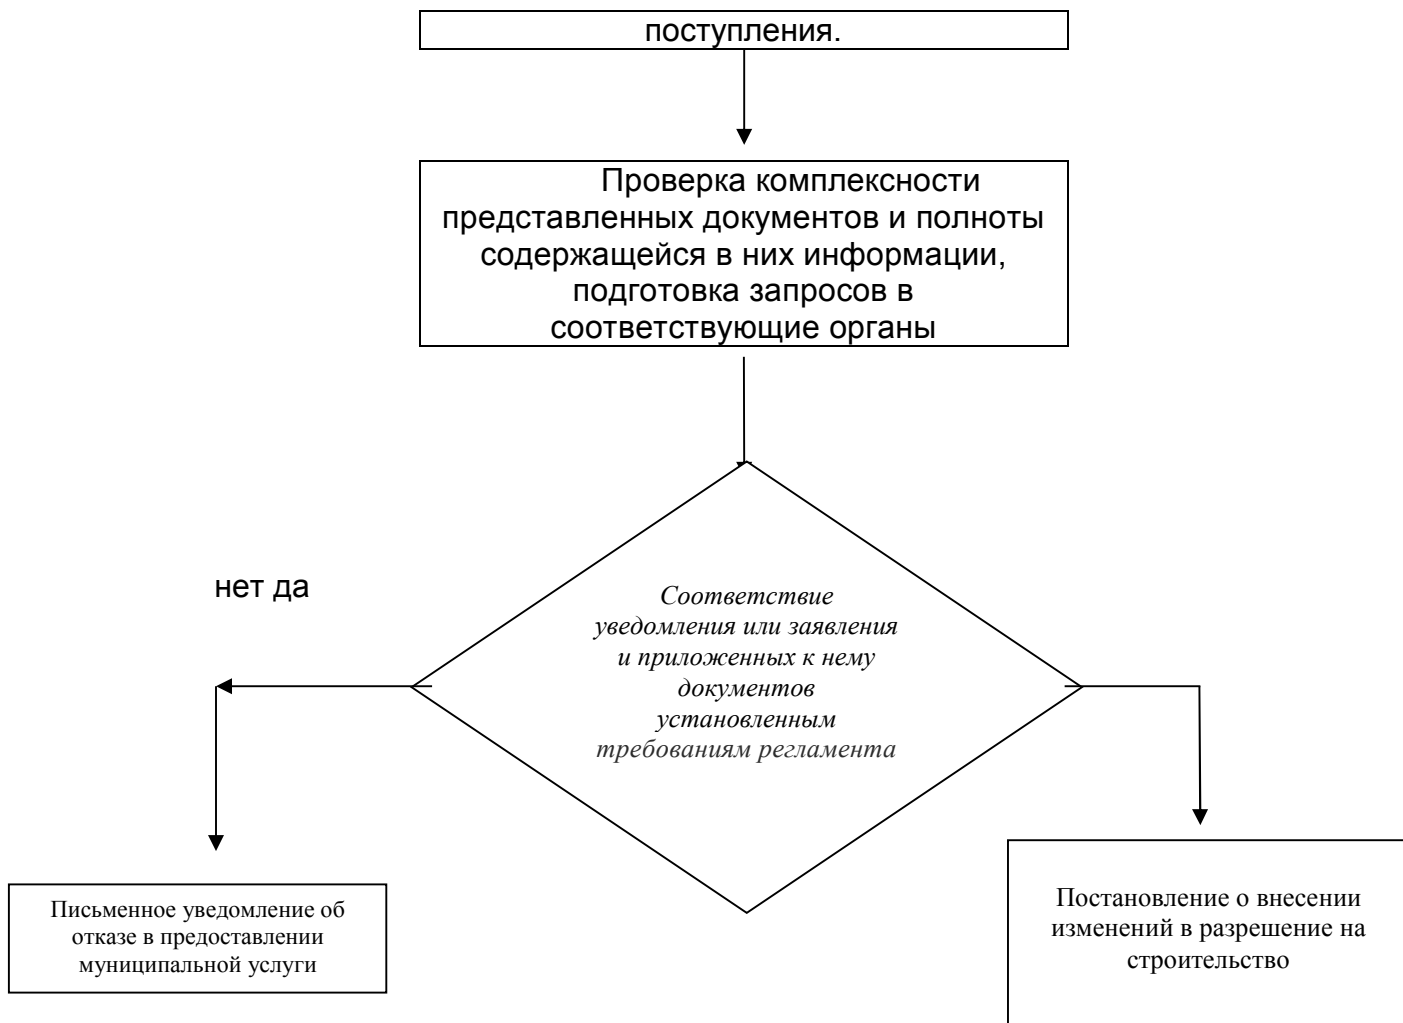 поступления.
Проверка комплексности
представленных документов и полноты
содержащейся в них информации,
подготовка запросов в
соответствующие органы
нет да
Соответствие
уведомления или заявления
и приложенных к нему
документов
установленным
требованиям регламента
Письменное уведомление об
отказе в предоставлении
муниципальной услуги
Постановление о внесении
изменений в разрешение на
строительство